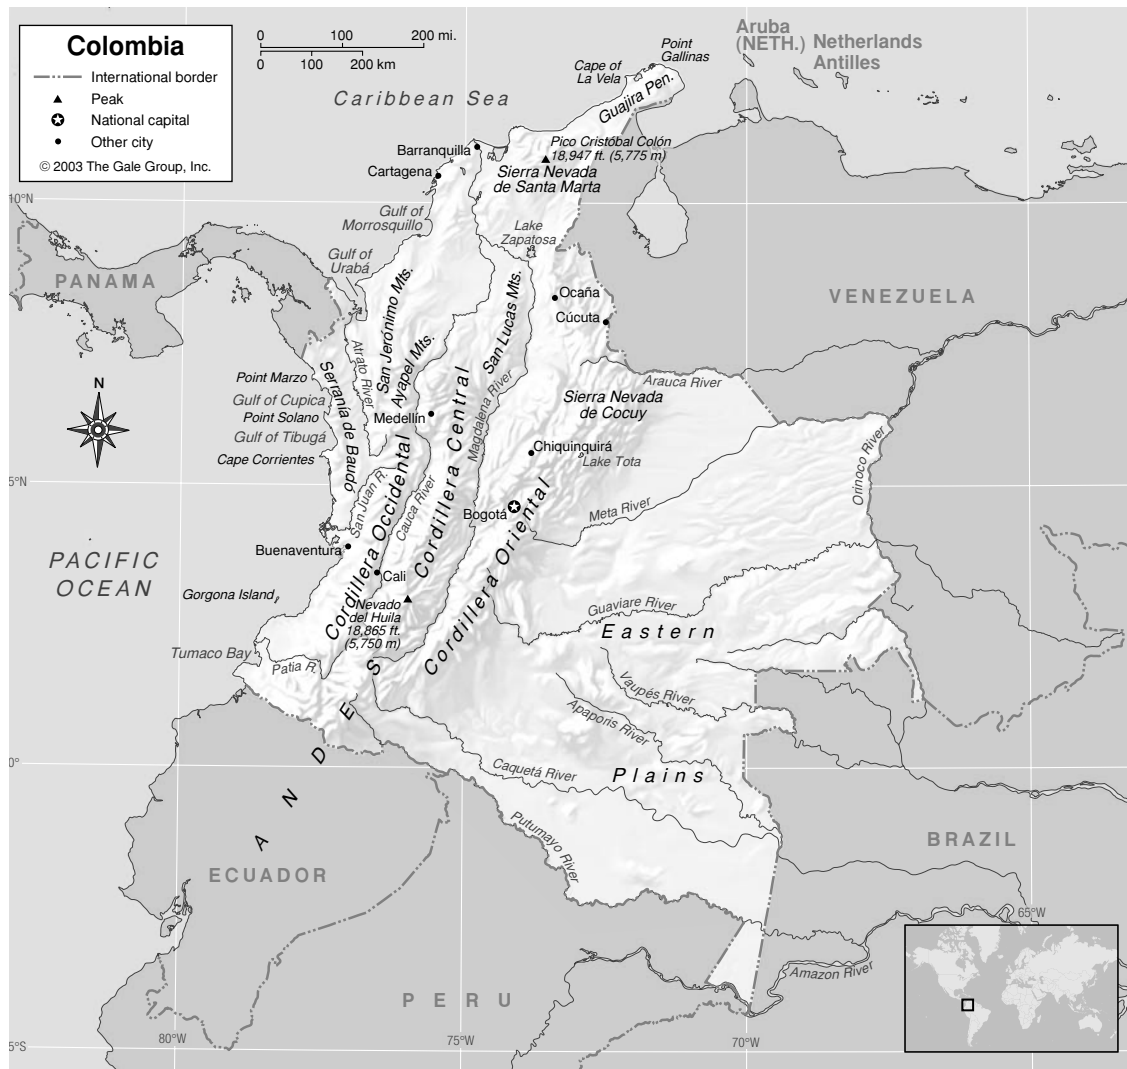 Colombia
International border
Peak
National capital
Other city
© 2003 The Gale Group, Inc.
0 100 200 mi.
0 100 200 km
Aruba
(NETH.)
Netherlands
Antilles
Point
Gallinas
Cape of
La Vela
Guajira Pen.
Caribbean Sea
Barranquilla
Cartagena
Pico Cristóbal Colón
18,947 ft. (5,775 m)
Sierra Nevada
de Santa Marta
10°N
Gulf of
Morrosquillo
Lake
Zapatosa
Gulf of
Urabá
PANAMA
VENEZUELA
San Jerónimo Mts.
Ayapel Mts.
San Lucas Mts.
Ocaña
Cúcuta
Atrato River
Serranía de Baudo
Point Marzo
Gulf of Cupica
Point Solano
Gulf of Tibugá
Cape Corrientes
N
Medellín
Magdalena River
Arauca River
Sierra Nevada
de Cocuy
Chiquinquirá
Lake Tota
Orinoco River
5°N
San Juan R.
Cordillera Occidental
Cauca River
Cordillera Central
Cordillera Oriental
Bogotá
Meta River
Buenaventura
Cali
PACIFIC
OCEAN
Gorgona Island
Nevado
del Huila
18,865 ft.
(5,750 m)
Guaviare River
Eastern
Plains
Tumaco Bay
Patia R.
Vaupés River
Apaporis River
Caquetá River
Putumayo River
0°
ANDES
ECUADOR
BRAZIL
PERU
Amazon River
65°W
5°S
80°W
75°W
70°W